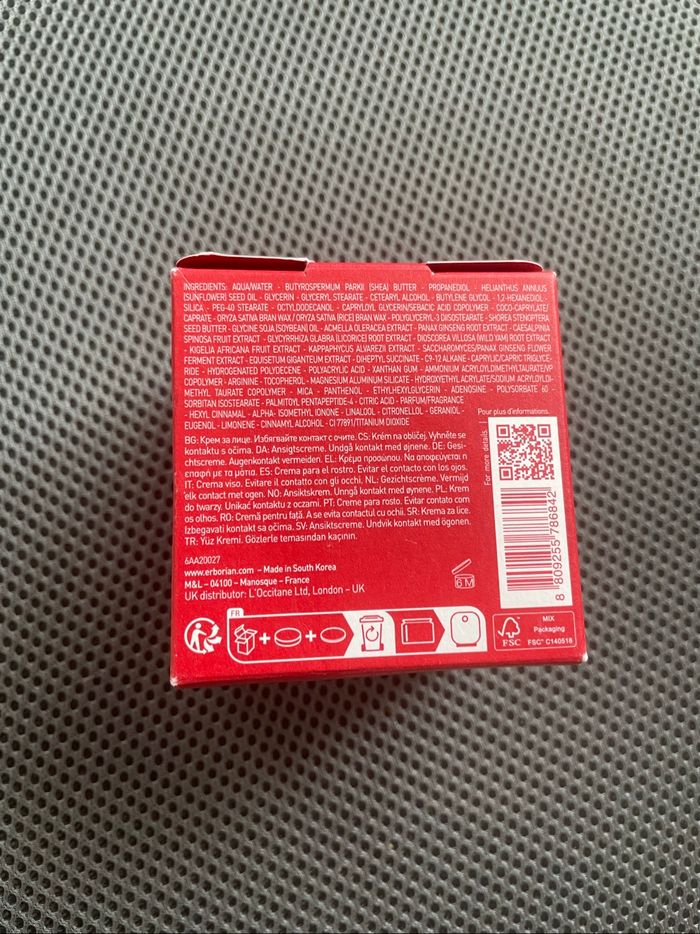 INGREDIENTS: AQUA/WATER - BUTYROSPERMUM PARKII (SHEA) BUTTER - PROPANEDIOL - HELIANTHUS ANNUUS
(SUNFLOWER) SEED OIL - GLYCERIN - GLYCERYL STEARATE - CETEARYL ALCOHOL - BUTYLENE GLYCOL - 1,2-HEXANEDIOL -
SILICA - PEG-40 STEARATE - OCTYLDODECANOL - CAPRYLOYL GLYCERIN/SEBACIC ACID COPOLYMER - COCO-CAPRYLATE/
CAPRATE - ORYZA SATIVA BRAN WAX / ORYZA SATIVA (RICE) BRAN WAX - POLYGLYCERYL-3 DIISOSTEARATE - SHOREA STENOPTERA
SEED BUTTER - GLYCINE SOJA (SOYBEAN) OIL - ACMELLA OLERACEA EXTRACT - PANAX GINSENG ROOT EXTRACT - CAESALPINIA
SPINOSA FRUIT EXTRACT - GLYCYRRHIZA GLABRA (LICORICE) ROOT EXTRACT - DIOSCOREA VILLOSA (WILD YAM) ROOT EXTRACT
- KIGELIA AFRICANA FRUIT EXTRACT - KAPPAPHYCUS ALVAREZII EXTRACT - SACCHAROMYCES/PANAX GINSENG FLOWER
FERMENT EXTRACT - EQUISETUM GIGANTEUM EXTRACT - DIHEPTYL SUCCINATE - C9-12 ALKANE - CAPRYLIC/CAPRIC TRIGLYCE-
RIDE - HYDROGENATED POLYDECENE - POLYACRYLIC ACID - XANTHAN GUM - AMMONIUM ACRYLOYLDIMETHYLTAURATE/VP
COPOLYMER - ARGININE - TOCOPHEROL - MAGNESIUM ALUMINUM SILICATE - HYDROXYETHYL ACRYLATE/SODIUM ACRYLOYLDI-
METHYL TAURATE COPOLYMER - MICA - PANTHENOL - ETHYLHEXYLGLYCERIN - ADENOSINE - POLYSORBATE 60 -
SORBITAN ISOSTEARATE - PALMITOYL PENTAPEPTIDE-4 - CITRIC ACID - PARFUM/FRAGRANCE
- HEXYL CINNAMAL - ALPHA- ISOMETHYL IONONE - LINALOOL - CITRONELLOL - GERANIOL -
EUGENOL - LIMONENE - CINNAMYL ALCOHOL - CI 77891/TITANIUM DIOXIDE
Pour plus d'informations.
For more details
BG: Крем за лице. Избягвайте контакт с очите. CS: Krém na obličej. Vyhněte se
kontaktu s očima. DA: Ansigtscreme. Undgå kontakt med øjnene. DE: Gesi-
chtscreme. Augenkontakt vermeiden. EL: Κρέμα προσώπου. Να αποφεύγεται η
επαφή με τα μάτια. ES: Crema para el rostro. Evitar el contacto con los ojos.
IT: Crema viso. Evitare il contatto con gli occhi. NL: Gezichtscrème. Vermijd
elk contact met ogen. NO: Ansiktskrem. Unngå kontakt med øynene. PL: Krem
do twarzy. Unikać kontaktu z oczami. PT: Creme para rosto. Evitar contato com
os olhos. RO: Cremă pentru față. A se evita contactul cu ochii. SR: Krema za lice.
Izbegavati kontakt sa očima. SV: Ansiktscreme. Undvik kontakt med ögonen.
TR: Yüz Kremi. Gözlerle temasından kaçının.
6AA20027
www.erborian.com – Made in South Korea
M&L – 04100 – Manosque – France
UK distributor: L'Occitane Ltd, London – UK
6 M
8 809255 786842
FR
FSC
MIX
Packaging
FSC™ C140518